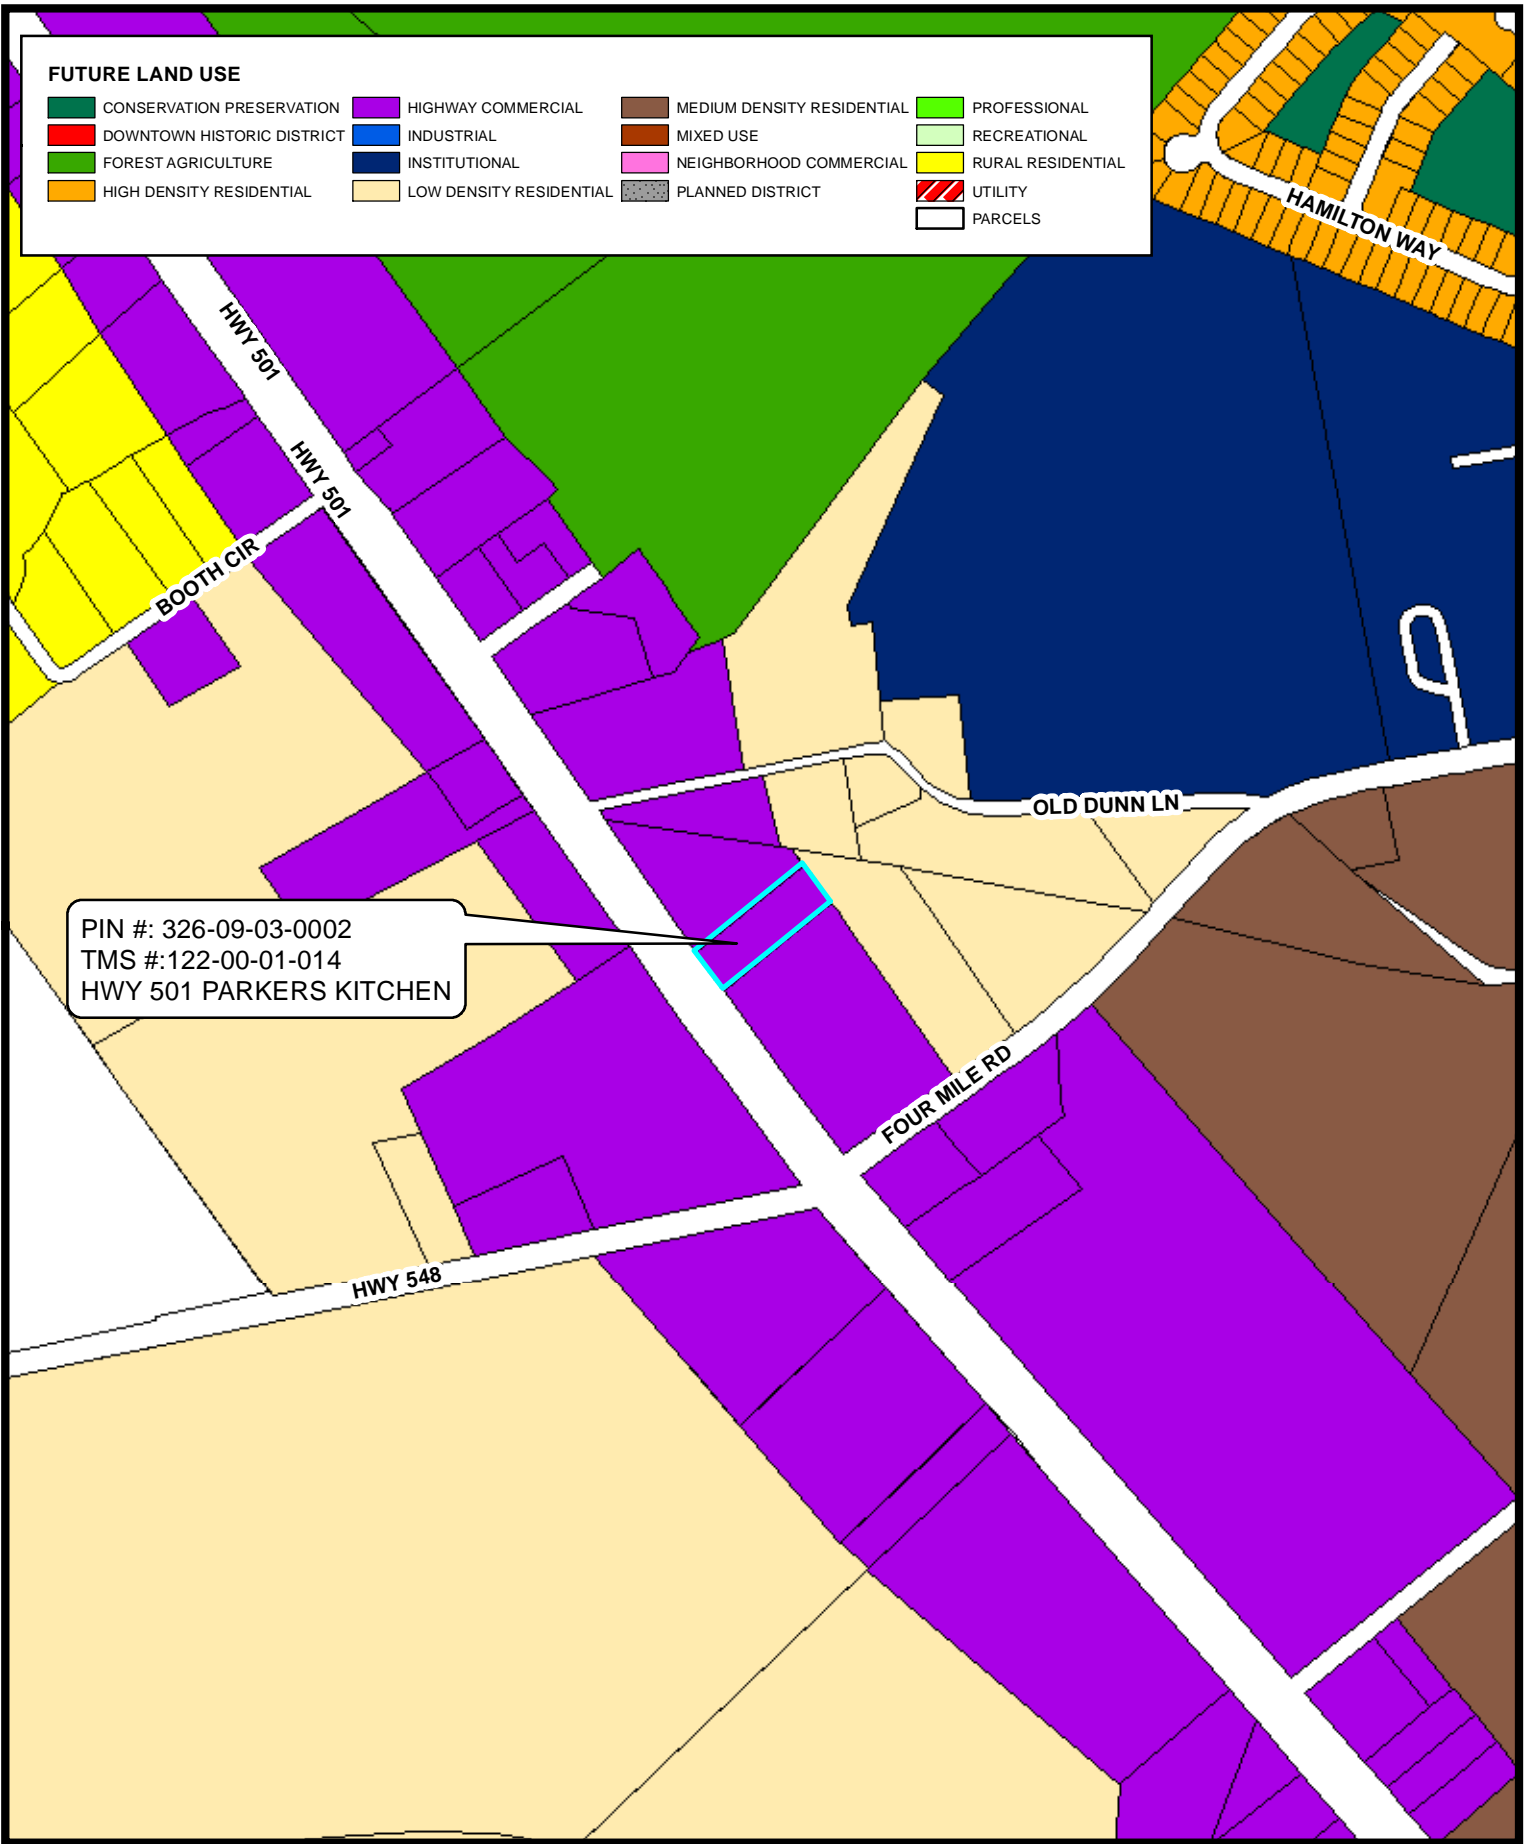 FUTURE LAND USE
CONSERVATION PRESERVATION
DOWNTOWN HISTORIC DISTRICT
FOREST AGRICULTURE
HIGH DENSITY RESIDENTIAL
HIGHWAY COMMERCIAL
INDUSTRIAL
INSTITUTIONAL
LOW DENSITY RESIDENTIAL
MEDIUM DENSITY RESIDENTIAL
MIXED USE
NEIGHBORHOOD COMMERCIAL
PLANNED DISTRICT
PROFESSIONAL
RECREATIONAL
RURAL RESIDENTIAL
UTILITY
PARCELS
HAMILTON WAY
HWY 501
HWY 501
BOOTH CIR
OLD DUNN LN
PIN #: 326-09-03-0002
TMS #:122-00-01-014
HWY 501 PARKERS KITCHEN
FOUR MILE RD
HWY 548